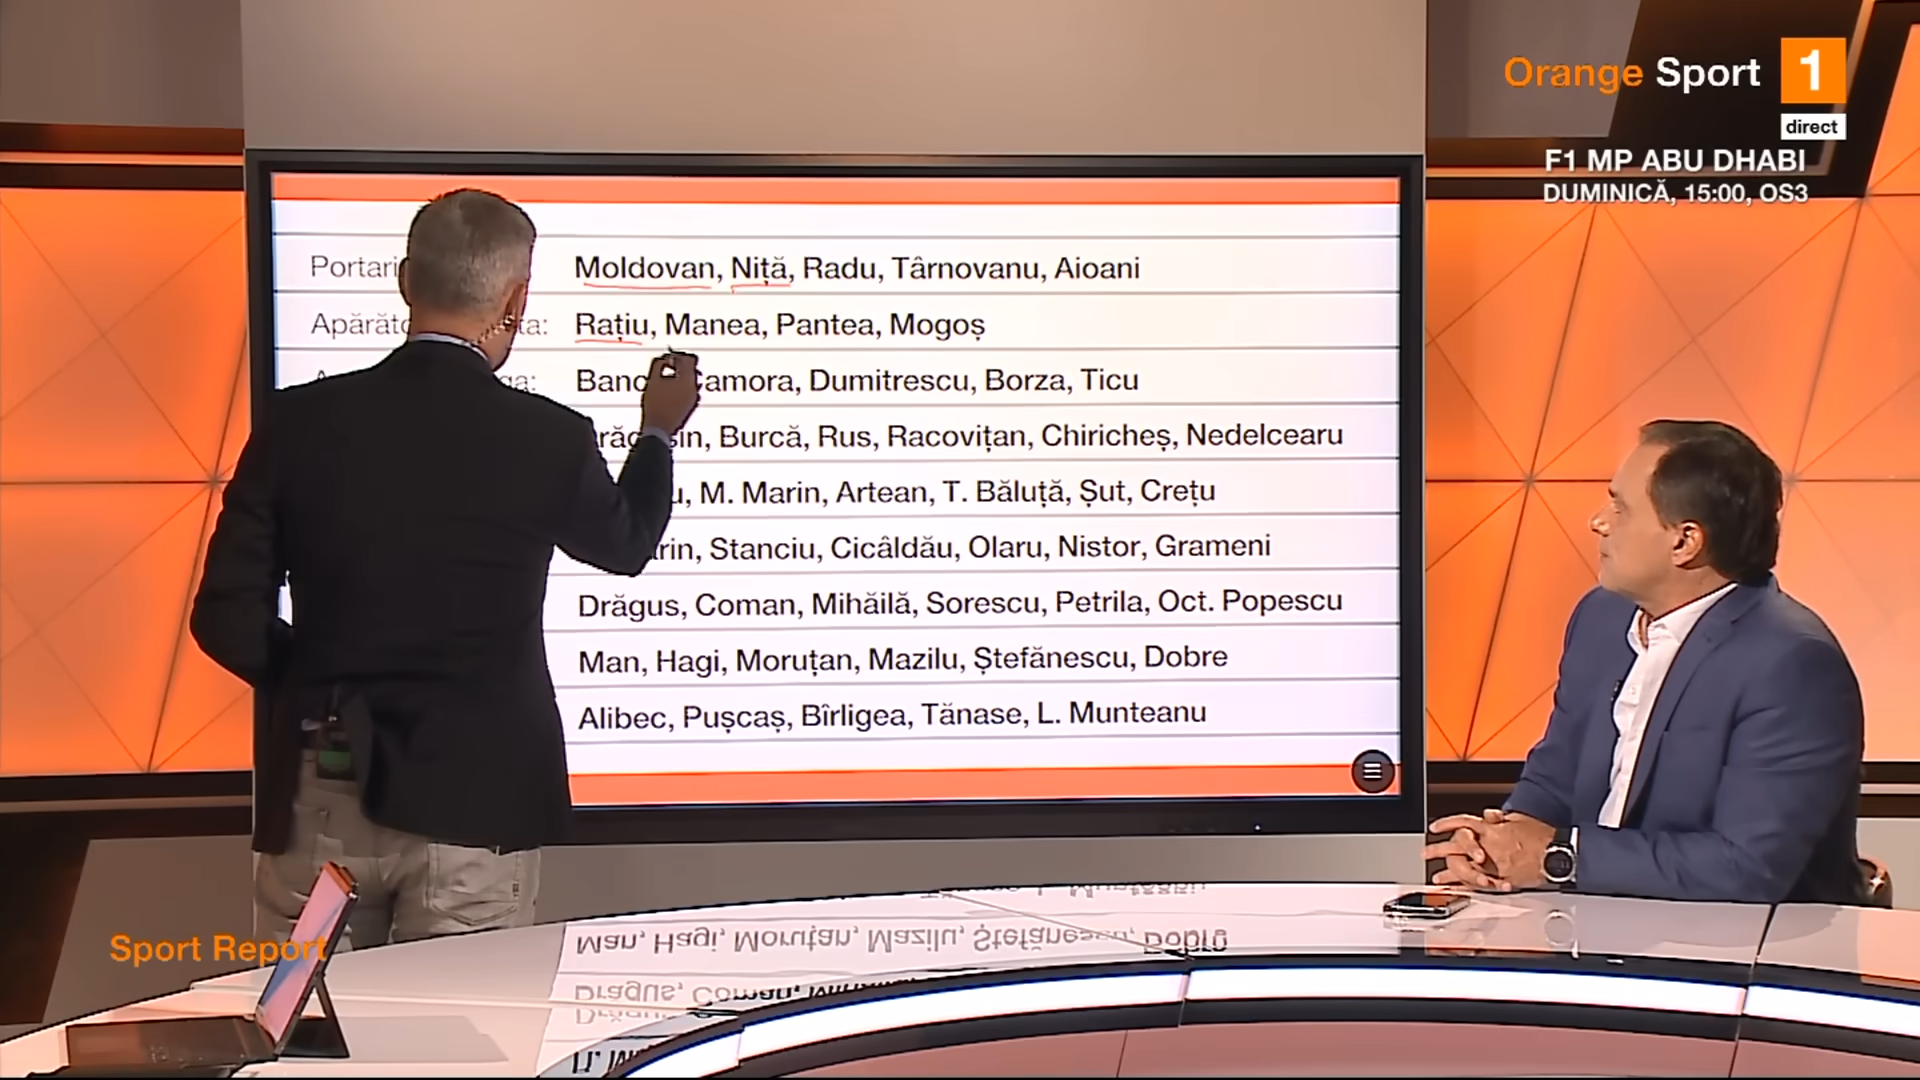 Orange Sport 1
direct
F1 MP ABU DHABI
DUMINICĂ, 15:00, OS3
Portari Moldovan, Niță, Radu, Târnovanu, Aioani
Rațiu, Manea, Pantea, Mogoș
Dumitrescu, Borza, Ticu
Burcă, Rus, Racovițan, Chiricheș, Nedelcearu
M. Marin, Artean, T. Băluță, Șut, Crețu
Stanciu, Cicâldău, Olaru, Nistor, Grameni
Drăguș, Coman, Mihăilă, Sorescu, Petrila, Oct. Popescu
Man, Hagi, Moruțan, Mazilu, Ștefănescu, Dobre
Alibec, Pușcaș, Bîrligea, Tănase, L. Munteanu
Sport Report